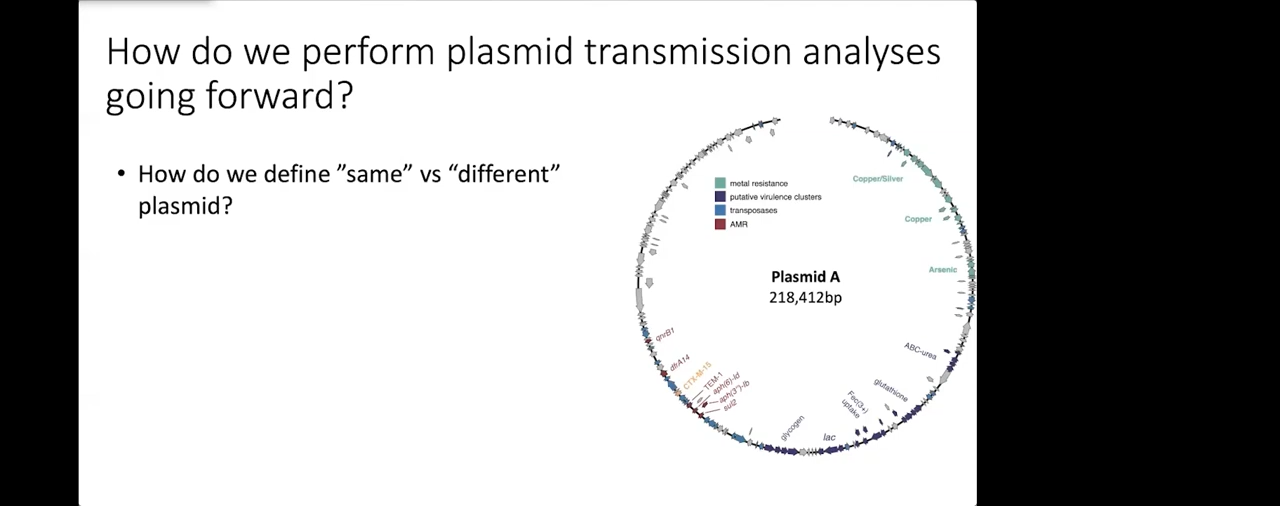 How do we perform plasmid transmission analyses
going forward?
• How do we define ”same” vs “different”
plasmid?
metal resistance
putative virulence clusters
transposases
AMR
Plasmid A
218,412bp
Copper/Silver
Copper
Arsenic
ABC-urea
glutathione
Fec(3+)
uptake
lac
glycogen
sul2
aph(3'')-Ib
aph(6)-Id
TEM-1
CTX-M-15
dfrA14
qnrB1